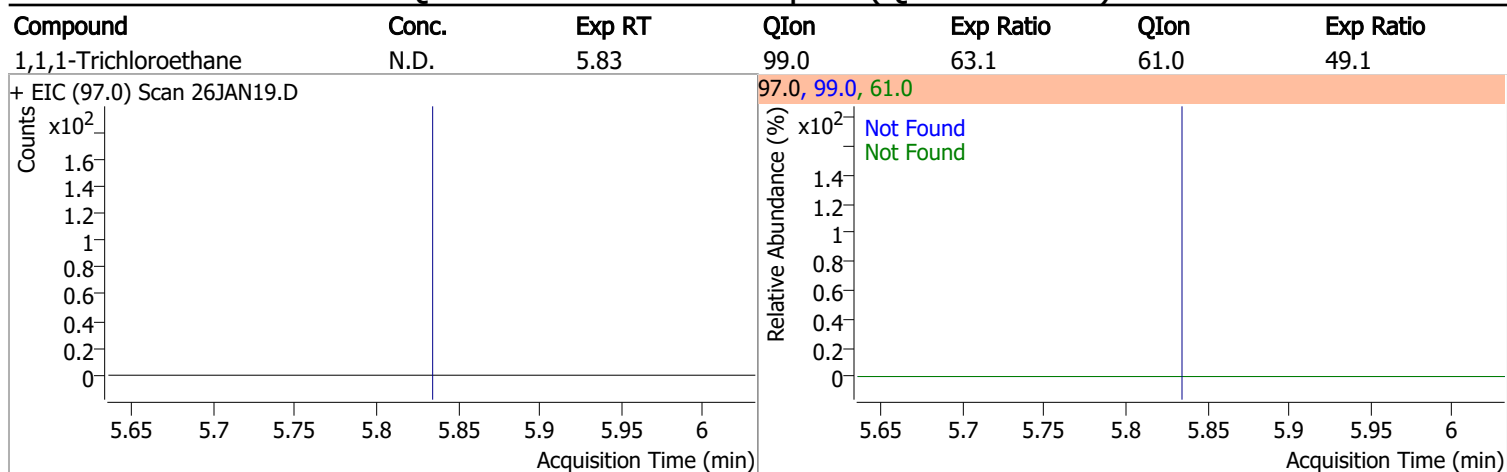 Compound Conc. Exp RT QIon Exp Ratio QIon Exp Ratio
1,1,1-Trichloroethane N.D. 5.83 99.0 63.1 61.0 49.1
+ EIC (97.0) Scan 26JAN19.D
Counts
x10²
1.6
1.4
1.2
1
0.8
0.6
0.4
0.2
0
5.65 5.7 5.75 5.8 5.85 5.9 5.95 6
Acquisition Time (min)
97.0, 99.0, 61.0
Relative Abundance (%)
x10²
Not Found
Not Found
1.4
1.2
1
0.8
0.6
0.4
0.2
0
5.65 5.7 5.75 5.8 5.85 5.9 5.95 6
Acquisition Time (min)